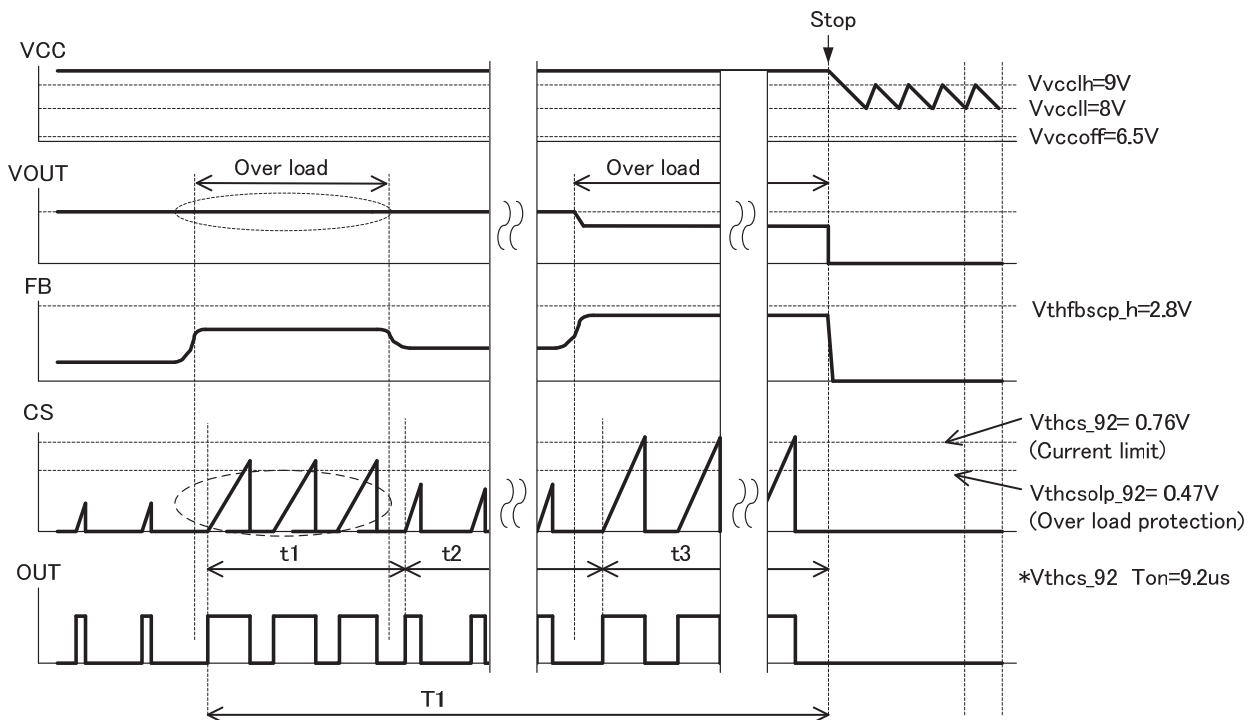 Stop
VCC
Vvcclh=9V
Vvccll=8V
Vvccoff=6.5V
VOUT
Over load
Over load
FB
Vthfbscp_h=2.8V
CS
Vthcs_92= 0.76V
(Current limit)
Vthcsolp_92= 0.47V
(Over load protection)
t1
t2
t3
OUT
*Vthcs_92 Ton=9.2us
T1